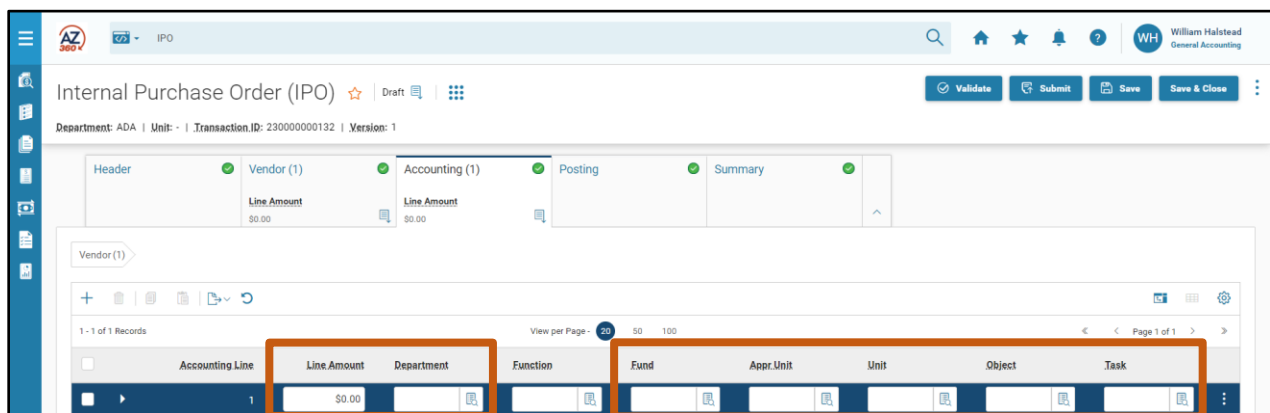 AZ
360
IPO
WH
William Halstead
General Accounting
Internal Purchase Order (IPO)
Draft
Validate
Submit
Save
Save & Close
Department: ADA | Unit: - | Transaction ID: 230000000132 | Version: 1
Header
Vendor (1)
Accounting (1)
Posting
Summary
Line Amount
Line Amount
$0.00
$0.00
Vendor (1)
1 - 1 of 1 Records
View per Page - 20 50 100
Page 1 of 1
Accounting Line Line Amount Department Function Fund Appr Unit Unit Object Task
1 $0.00